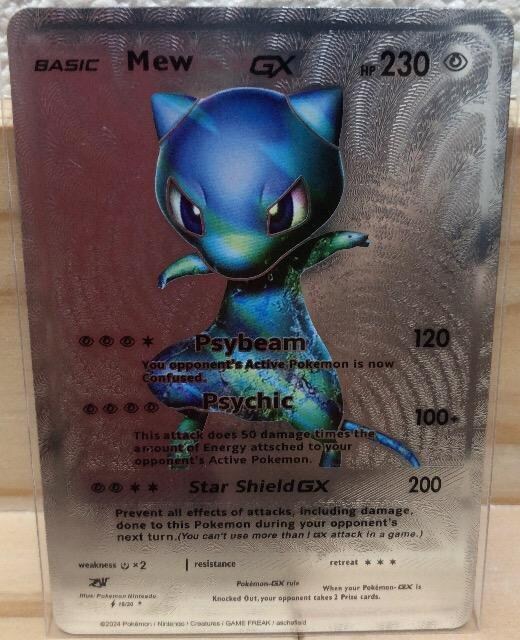 BASIC Mew GX HP 230
Psybeam 120
You opponent's Active Pokemon is now
Confused.
Psychic 100+
This attack does 50 damage times the
amount of Energy attsched to your
opponent's Active Pokemon.
Star Shield GX 200
Prevent all effects of attacks, including damage,
done to this Pokemon during your opponent's
next turn.(You can't use more than 1 GX attack in a game.)
weakness ×2 resistance retreat
Pokémon-GX rule When your Pokémon-GX is
Illus: Pokemon Nintendo Knocked Out, your opponent takes 2 Prize cards.
©2024 Pokémon / Nintendo / Creatures / GAME FREAK /